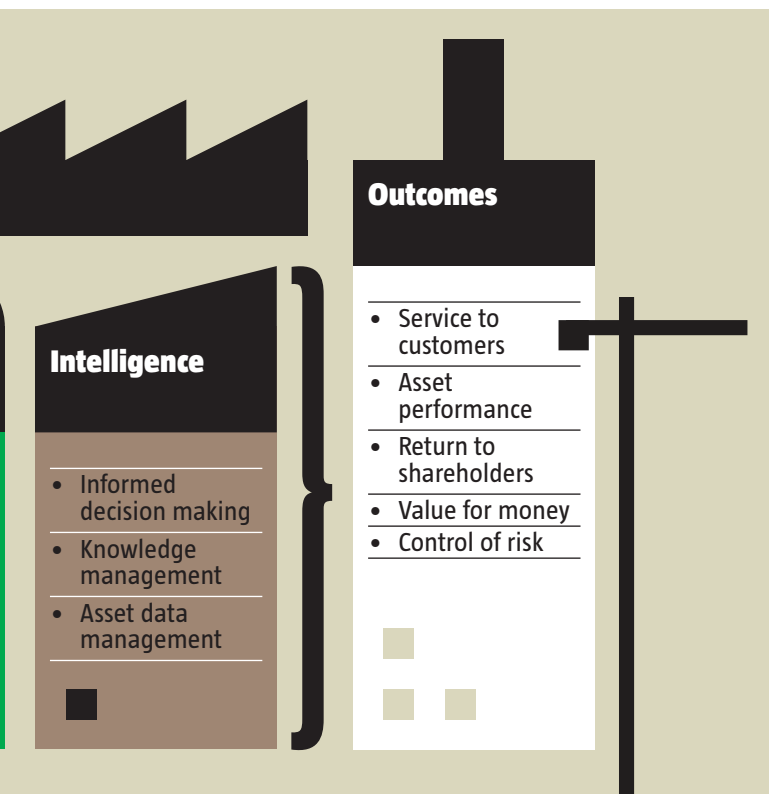 Intelligence
• Informed
decision making
• Knowledge
management
• Asset data
management
Outcomes
• Service to
customers
• Asset
performance
• Return to
shareholders
• Value for money
• Control of risk